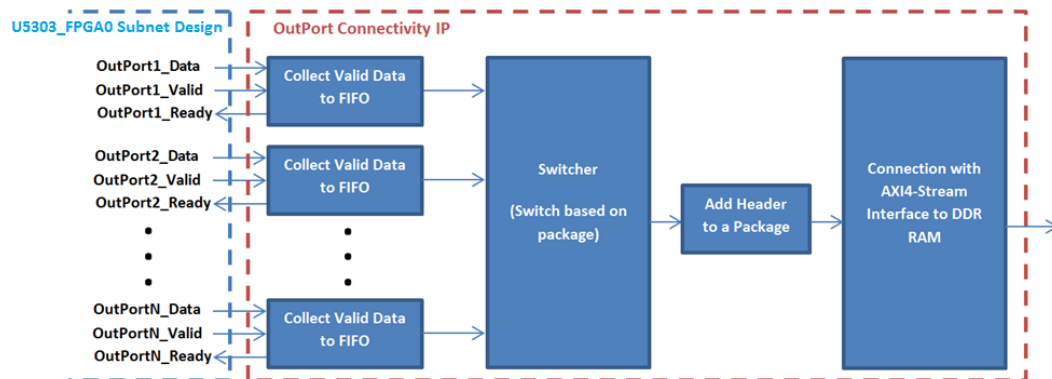 U5303_FPGA0 Subnet Design
OutPort Connectivity IP
OutPort1_Data
OutPort1_Valid
OutPort1_Ready
Collect Valid Data
to FIFO
OutPort2_Data
OutPort2_Valid
OutPort2_Ready
Collect Valid Data
to FIFO
OutPortN_Data
OutPortN_Valid
OutPortN_Ready
Collect Valid Data
to FIFO
Switcher
(Switch based on
package)
Add Header
to a Package
Connection with
AXI4-Stream
Interface to DDR
RAM